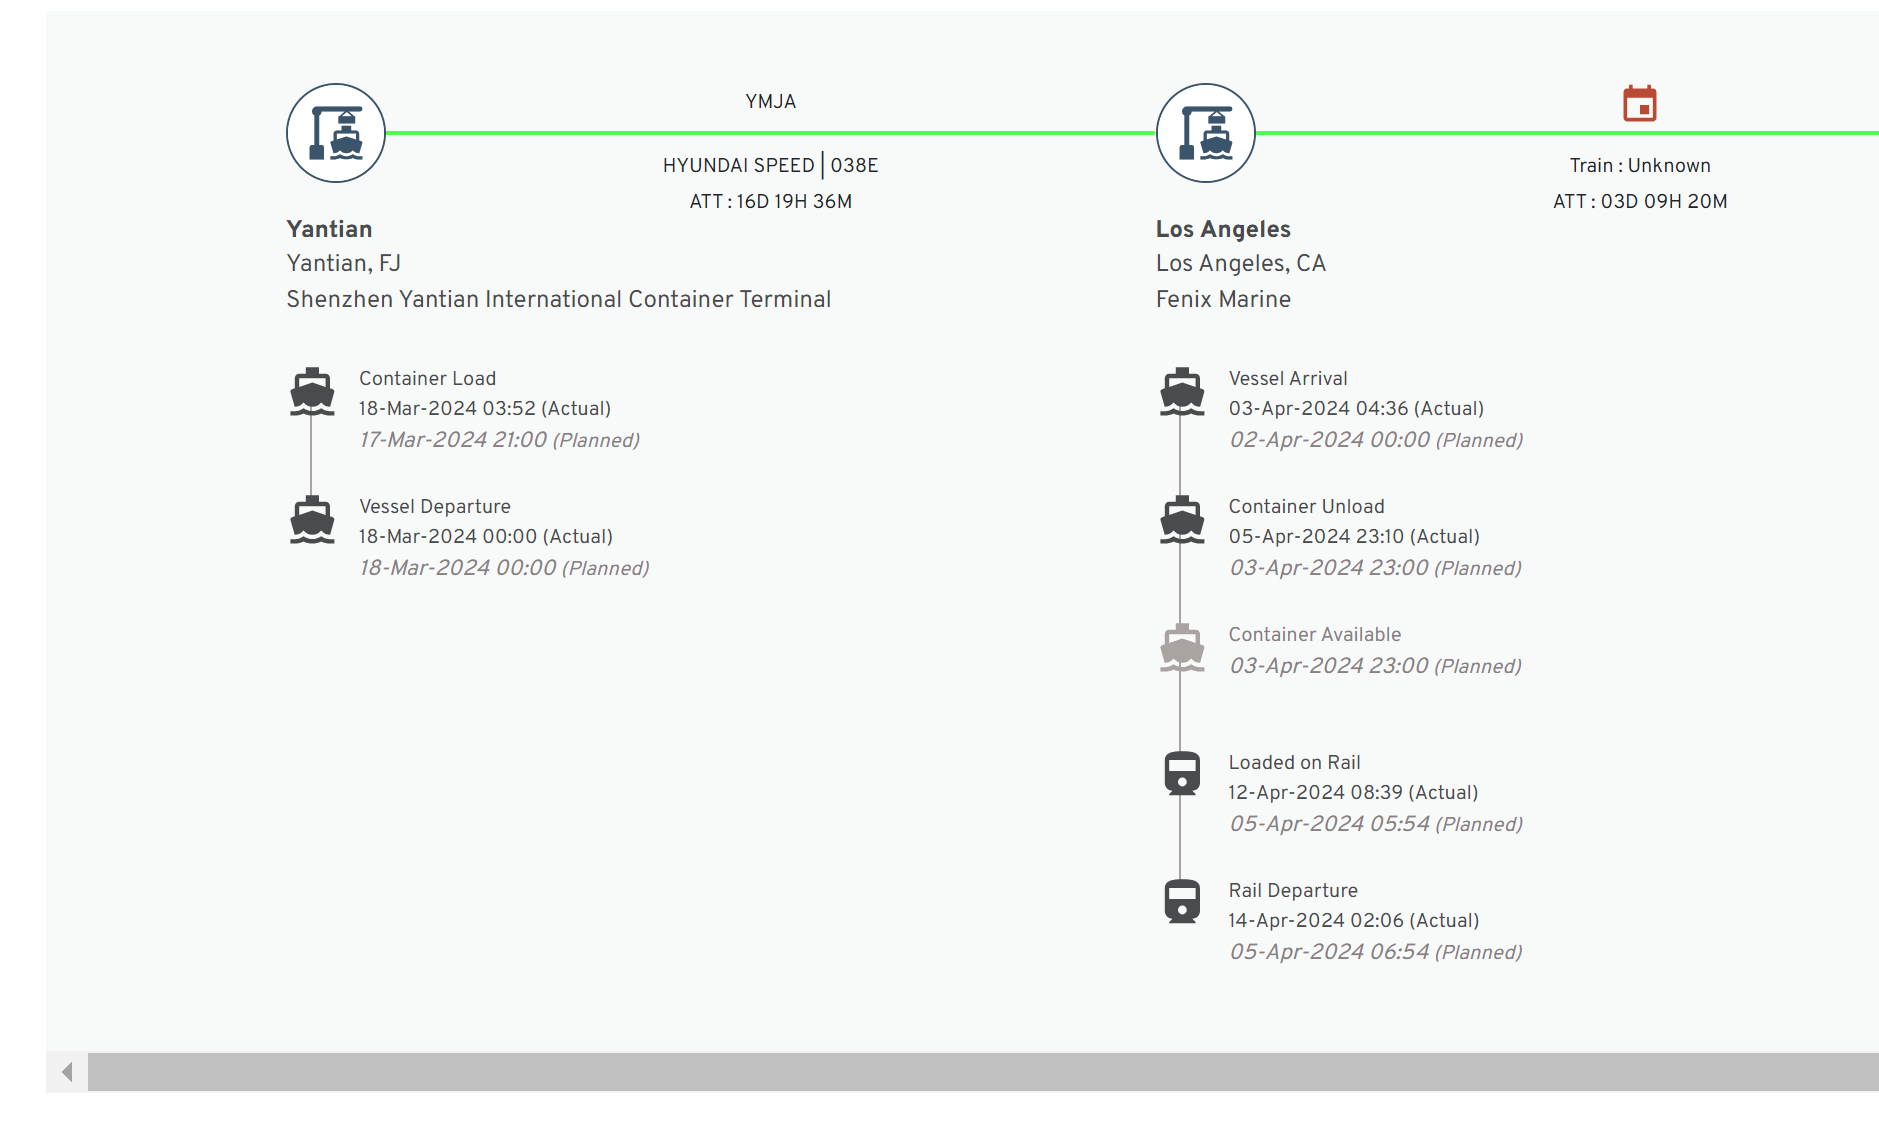 YMJA
HYUNDAI SPEED | 038E
ATT : 16D 19H 36M
Train : Unknown
ATT : 03D 09H 20M
Yantian
Yantian, FJ
Shenzhen Yantian International Container Terminal
Container Load
18-Mar-2024 03:52 (Actual)
17-Mar-2024 21:00 (Planned)
Vessel Departure
18-Mar-2024 00:00 (Actual)
18-Mar-2024 00:00 (Planned)
Los Angeles
Los Angeles, CA
Fenix Marine
Vessel Arrival
03-Apr-2024 04:36 (Actual)
02-Apr-2024 00:00 (Planned)
Container Unload
05-Apr-2024 23:10 (Actual)
03-Apr-2024 23:00 (Planned)
Container Available
03-Apr-2024 23:00 (Planned)
Loaded on Rail
12-Apr-2024 08:39 (Actual)
05-Apr-2024 05:54 (Planned)
Rail Departure
14-Apr-2024 02:06 (Actual)
05-Apr-2024 06:54 (Planned)